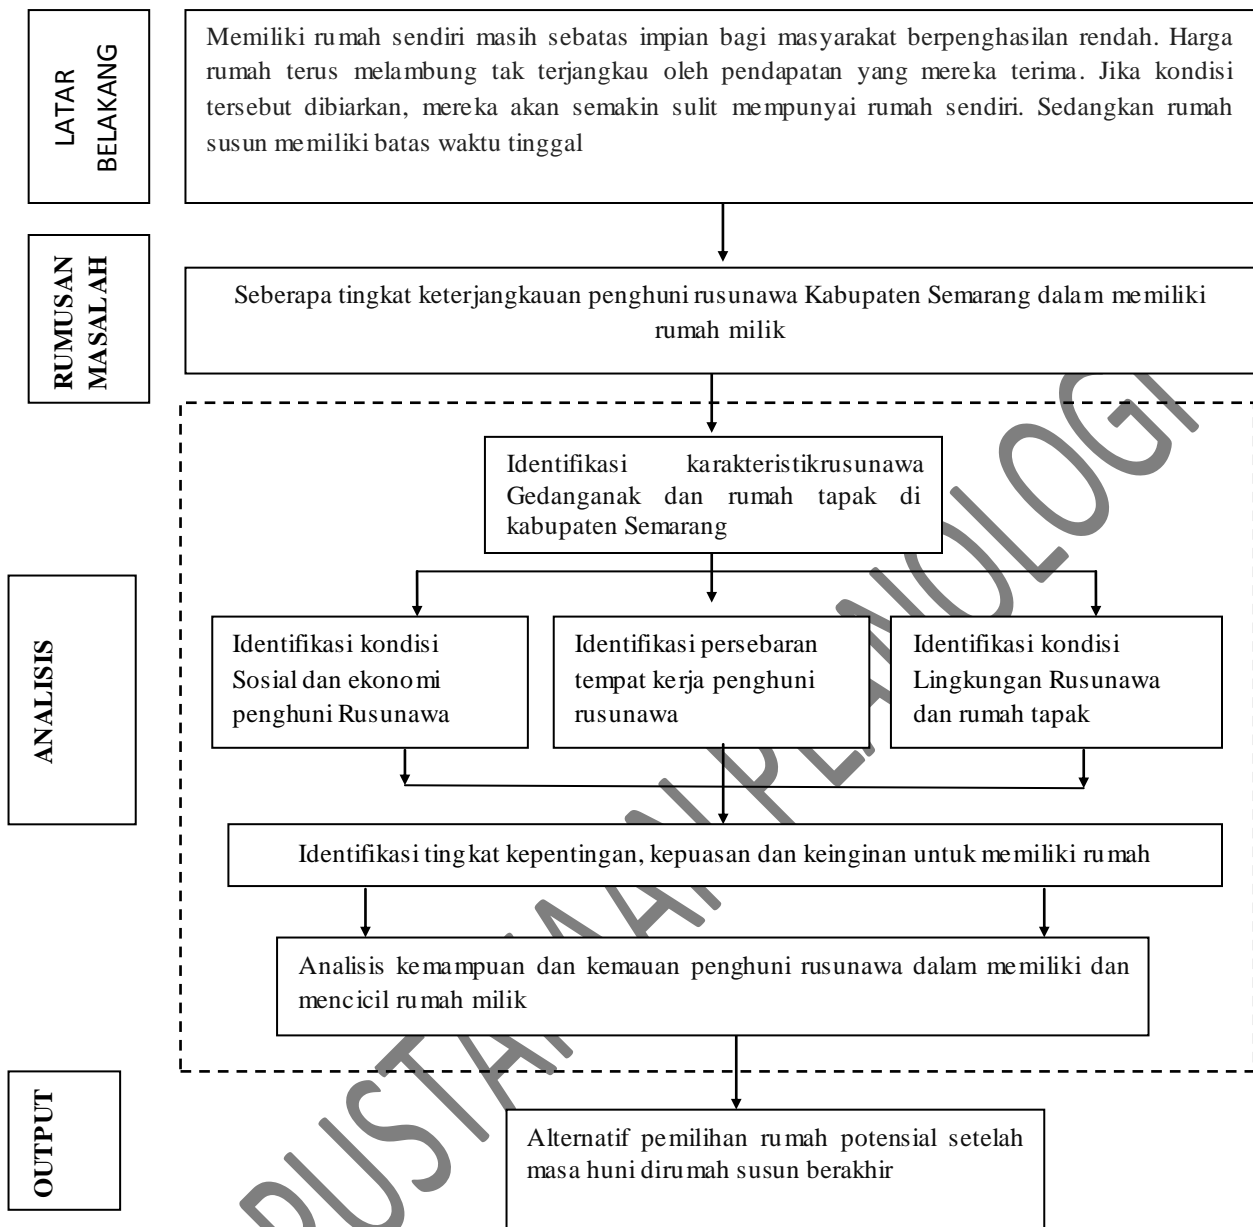 LATAR
BELAKANG
Memiliki rumah sendiri masih sebatas impian bagi masyarakat berpenghasilan rendah. Harga
rumah terus melambung tak terjangkau oleh pendapatan yang mereka terima. Jika kondisi
tersebut dibiarkan, mereka akan semakin sulit mempunyai rumah sendiri. Sedangkan rumah
susun memiliki batas waktu tinggal
RUMUSAN
MASALAH
Seberapa tingkat keterjangkauan penghuni rusunawa Kabupaten Semarang dalam memiliki
rumah milik
ANALISIS
Identifikasi karakteristikrusunawa
Gedanganak dan rumah tapak di
kabupaten Semarang
Identifikasi kondisi
Sosial dan ekonomi
penghuni Rusunawa
Identifikasi persebaran
tempat kerja penghuni
rusunawa
Identifikasi kondisi
Lingkungan Rusunawa
dan rumah tapak
Identifikasi tingkat kepentingan, kepuasan dan keinginan untuk memiliki rumah
Analisis kemampuan dan kemauan penghuni rusunawa dalam memiliki dan
mencicil rumah milik
OUTPUT
Alternatif pemilihan rumah potensial setelah
masa huni dirumah susun berakhir
PUSTAKAAN PLANOLOGI